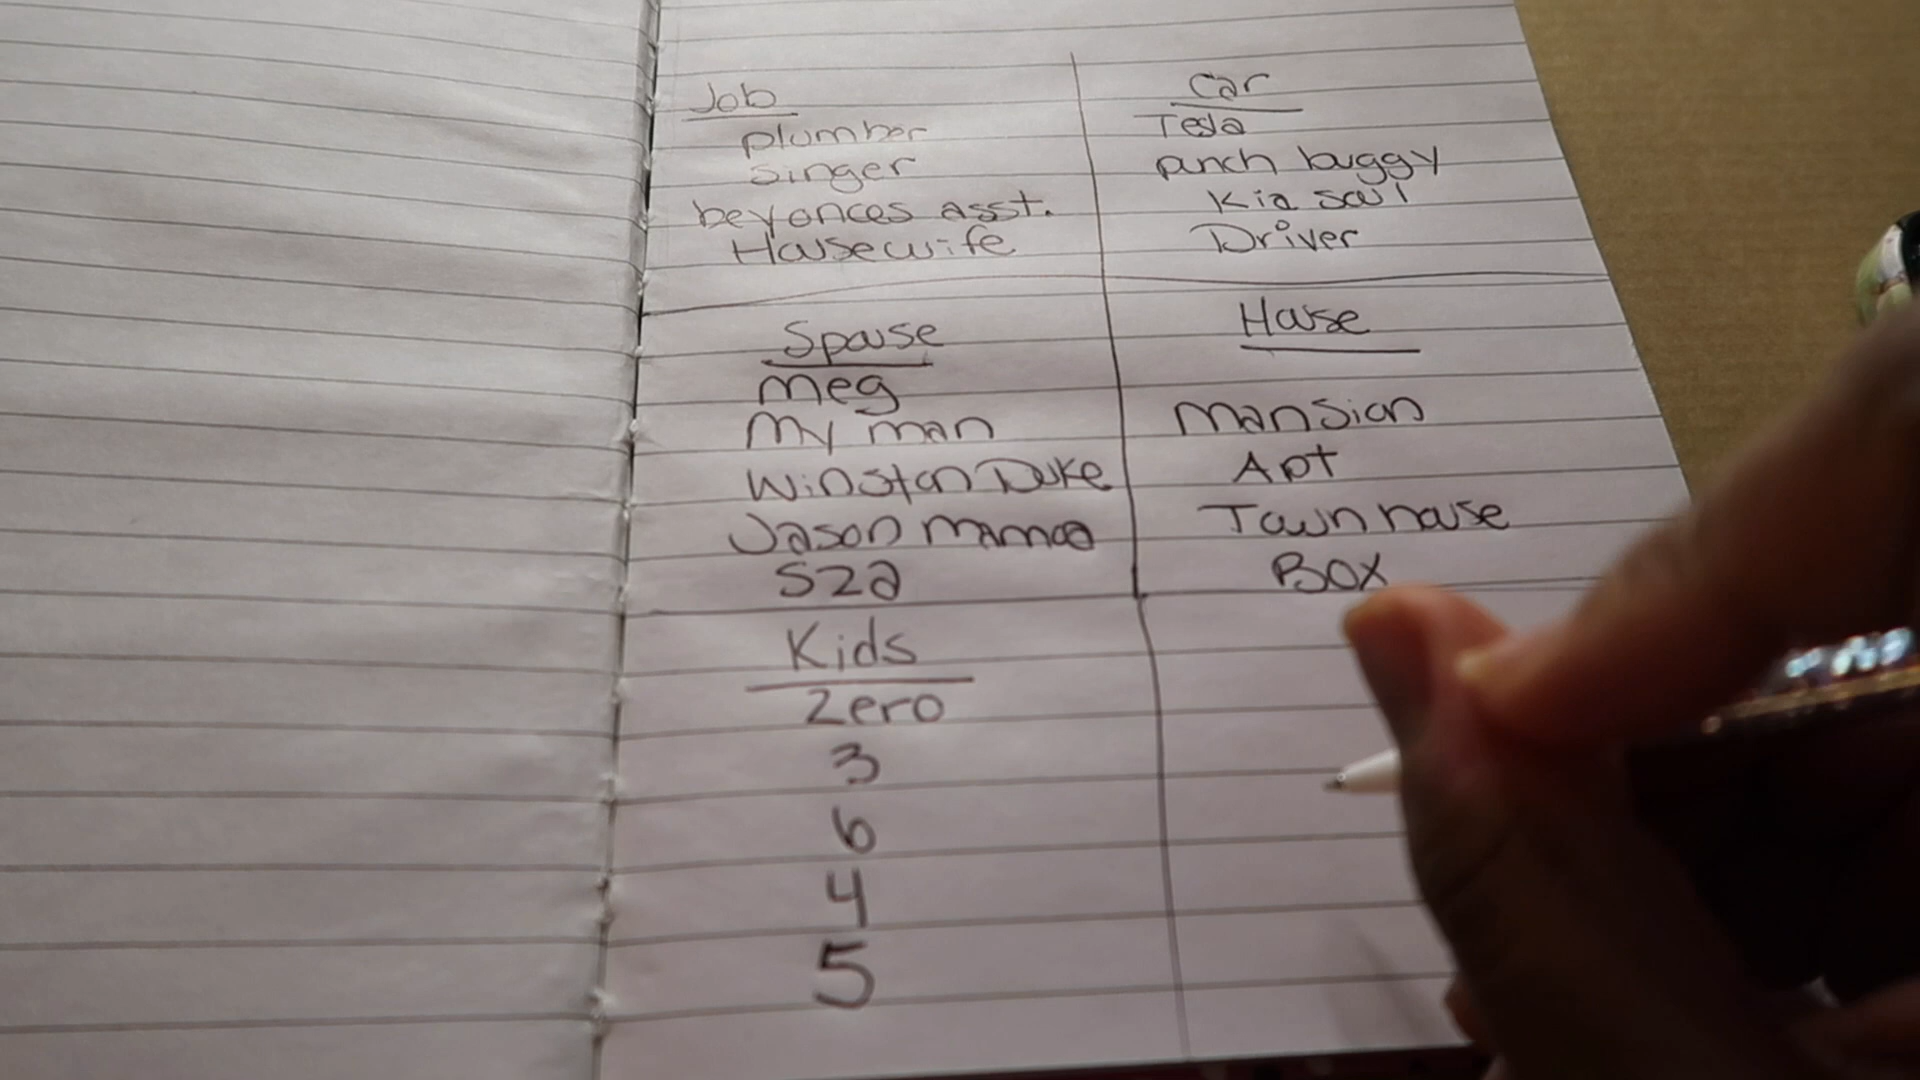 Job
plumber
singer
beyonces asst.
Housewife
Car
Tesla
punch buggy
Kia soul
Driver
Spouse
Meg
My man
Winston Duke
Jason Mamoa
SZa
House
Mansion
Apt
Town house
Box
Kids
Zero
3
6
4
5